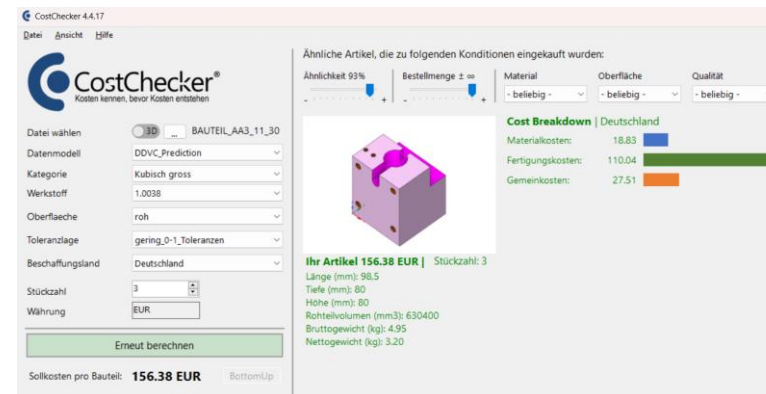 CostChecker 4.4.17
Datei Ansicht Hilfe
CostChecker®
Kosten kennen, bevor Kosten entstehen
Datei wählen 3D ... BAUTEIL_AA3_11_30
Datenmodell DDVC_Prediction
Kategorie Kubisch gross
Werkstoff 1.0038
Oberflaeche roh
Toleranzlage gering_0-1_Toleranzen
Beschaffungsland Deutschland
Stückzahl 3
Währung EUR
Erneut berechnen
Sollkosten pro Bauteil: 156.38 EUR BottomUp
Ähnliche Artikel, die zu folgenden Konditionen eingekauft wurden:
Ähnlichkeit 93% Bestellmenge ± ∞ Material Oberfläche Qualität
- + - + - beliebig - - beliebig - - beliebig -
Cost Breakdown | Deutschland
Materialkosten: 18.83
Fertigungskosten: 110.04
Gemeinkosten: 27.51
Ihr Artikel 156.38 EUR | Stückzahl: 3
Länge (mm): 98.5
Tiefe (mm): 80
Höhe (mm): 80
Rohteilvolumen (mm3): 630400
Bruttogewicht (kg): 4.95
Nettogewicht (kg): 3.20